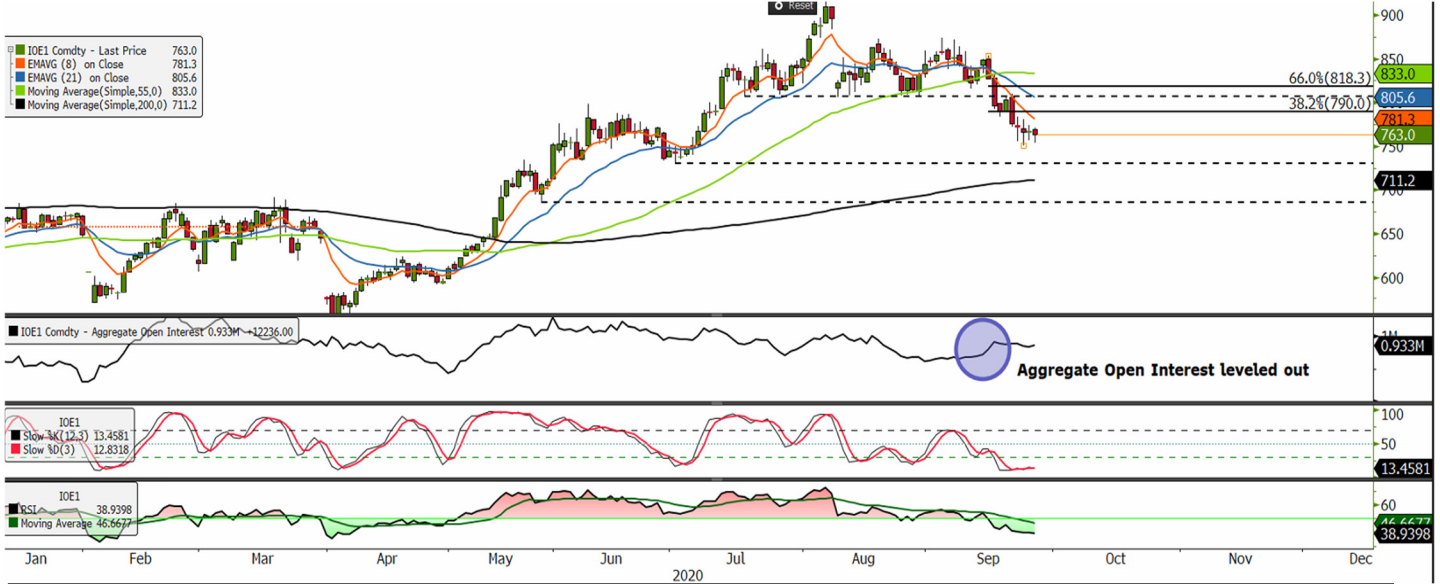 Reset
IOE1 Comdty - Last Price 763.0
EMAVG (8) on Close 781.3
EMAVG (21) on Close 805.6
Moving Average(Simple,55,0) 833.0
Moving Average(Simple,200,0) 711.2
900
850
833.0
66.0%(818.3)
805.6
38.2%(790.0)
781.3
763.0
750
711.2
700
650
600
IOE1 Comdty - Aggregate Open Interest 0.933M +12236.00
1M
0.933M
Aggregate Open Interest leveled out
IOE1
Slow %K(12,3) 13.4581
Slow %D(3) 12.8318
100
50
13.4581
IOE1
RSI 38.9398
Moving Average 46.6677
60
46.6677
38.9398
Jan Feb Mar Apr May Jun Jul Aug Sep Oct Nov Dec
2020